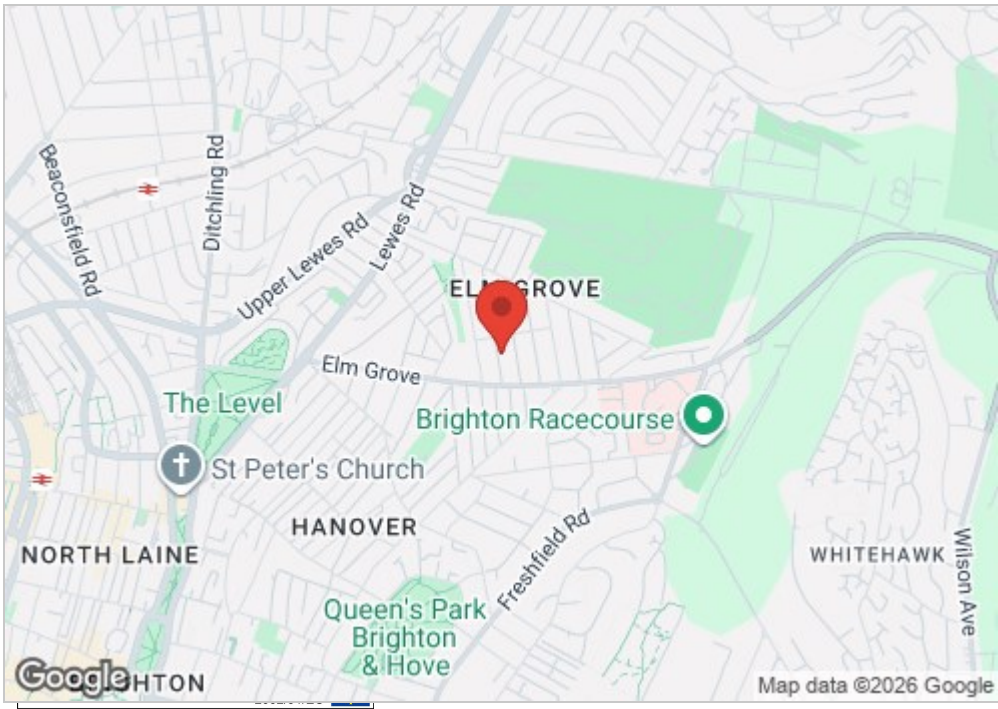 Beaconsfield Rd
Ditchling Rd
Upper Lewes Rd
Lewes Rd
ELM GROVE
Elm Grove
The Level
Brighton Racecourse
St Peter's Church
HANOVER
NORTH LAINE
Freshfield Rd
WHITEHAWK
Wilson Ave
Queen's Park
Brighton
& Hove
Google
Map data ©2026 Google